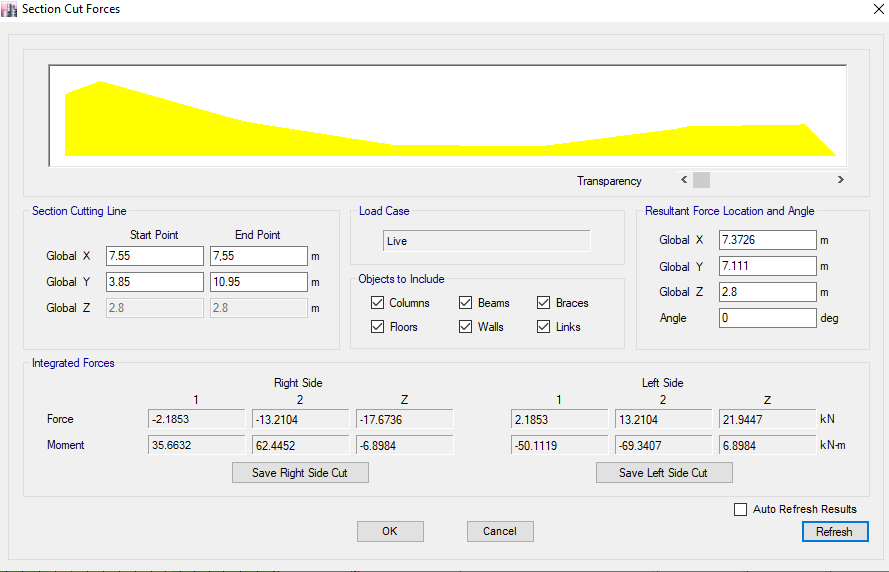 Section Cut Forces
Transparency
Section Cutting Line
Start Point End Point
Global X 7.55 7.55 m
Global Y 3.85 10.95 m
Global Z 2.8 2.8 m
Load Case
Live
Objects to Include
Columns Beams Braces
Floors Walls Links
Resultant Force Location and Angle
Global X 7.3726 m
Global Y 7.111 m
Global Z 2.8 m
Angle 0 deg
Integrated Forces
Right Side Left Side
1 2 Z 1 2 Z
Force -2.1853 -13.2104 -17.6736 2.1853 13.2104 21.9447 kN
Moment 35.6632 62.4452 -6.8984 -50.1119 -69.3407 6.8984 kN-m
Save Right Side Cut Save Left Side Cut
Auto Refresh Results
OK Cancel Refresh